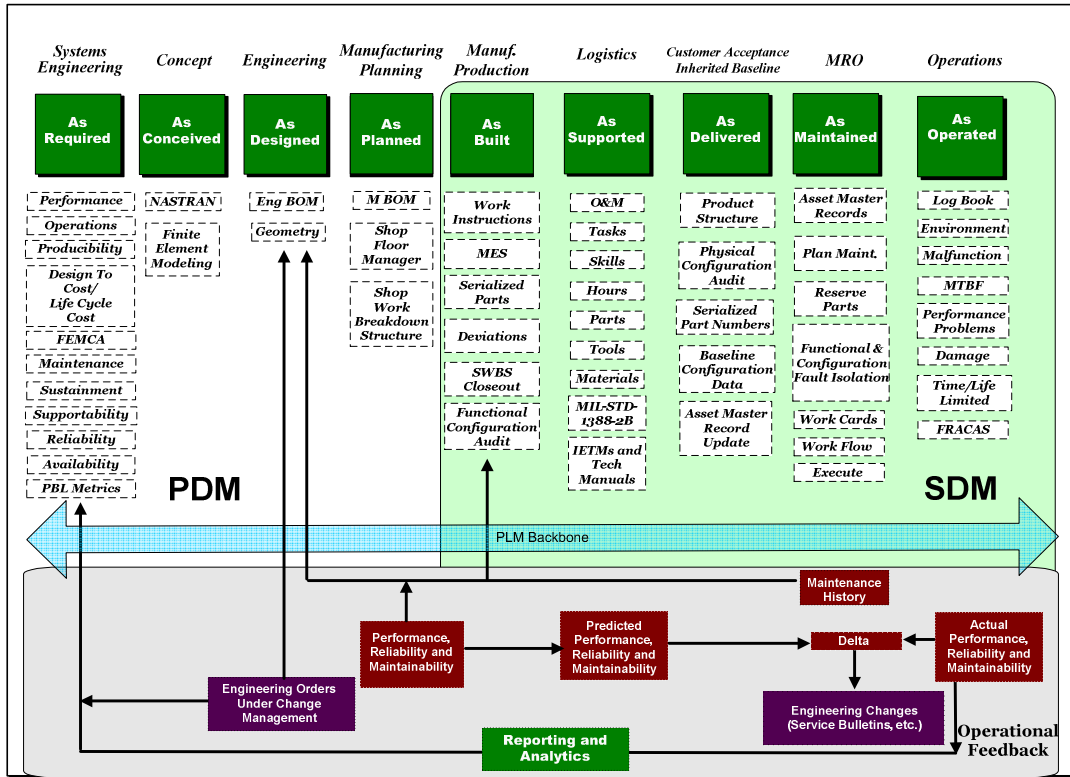 Systems
Engineering
Concept
Engineering
Manufacturing
Planning
Manuf.
Production
Logistics
Customer Acceptance
Inherited Baseline
MRO
Operations
As
Required
As
Conceived
As
Designed
As
Planned
As
Built
As
Supported
As
Delivered
As
Maintained
As
Operated
Performance
Operations
Producibility
Design To
Cost/
Life Cycle
Cost
FEMCA
Maintenance
Sustainment
Supportability
Reliability
Availability
PBL Metrics
NASTRAN
Finite
Element
Modeling
Eng BOM
Geometry
M BOM
Shop
Floor
Manager
Shop
Work
Breakdown
Structure
Work
Instructions
MES
Serialized
Parts
Deviations
SWBS
Closeout
Functional
Configuration
Audit
O&M
Tasks
Skills
Hours
Parts
Tools
Materials
MIL-STD-
1388-2B
IETMs and
Tech
Manuals
Product
Structure
Physical
Configuration
Audit
Serialized
Part Numbers
Baseline
Configuration
Data
Asset Master
Record
Update
Asset Master
Records
Plan Maint.
Reserve
Parts
Functional &
Configuration
Fault Isolation
Work Cards
Work Flow
Execute
Log Book
Environment
Malfunction
MTBF
Performance
Problems
Damage
Time/Life
Limited
FRACAS
PDM
SDM
PLM Backbone
Maintenance
History
Performance,
Reliability and
Maintainability
Predicted
Performance,
Reliability and
Maintainability
Delta
Actual
Performance,
Reliability and
Maintainability
Engineering Orders
Under Change
Management
Engineering Changes
(Service Bulletins, etc.)
Reporting and
Analytics
Operational
Feedback